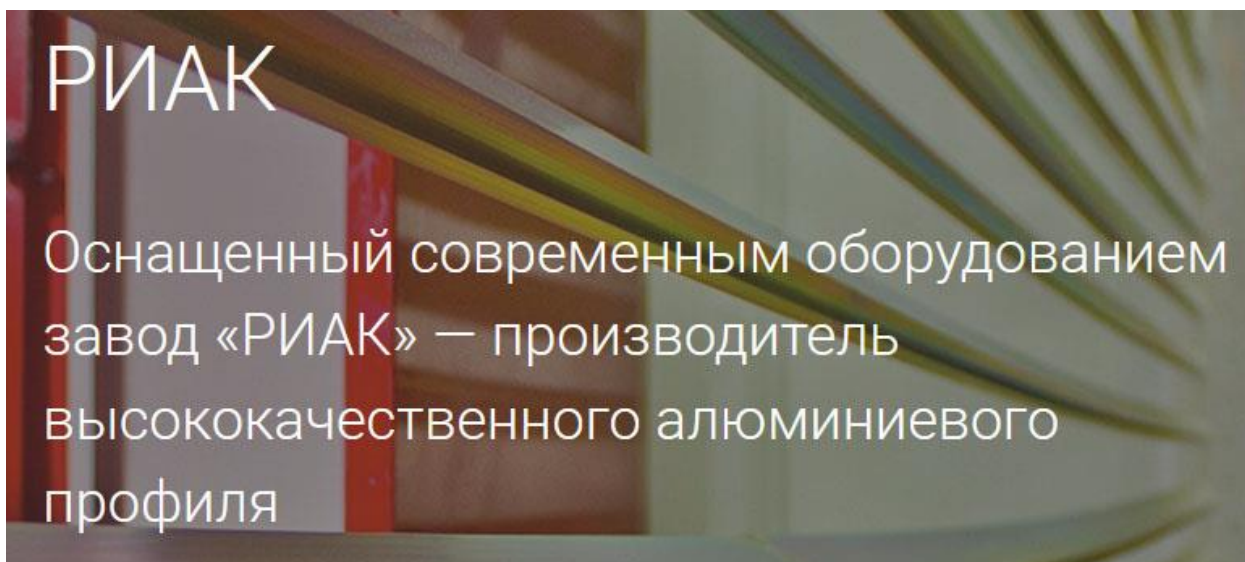 РИАК
Оснащенный современным оборудованием
завод «РИАК» — производитель
высококачественного алюминиевого
профиля